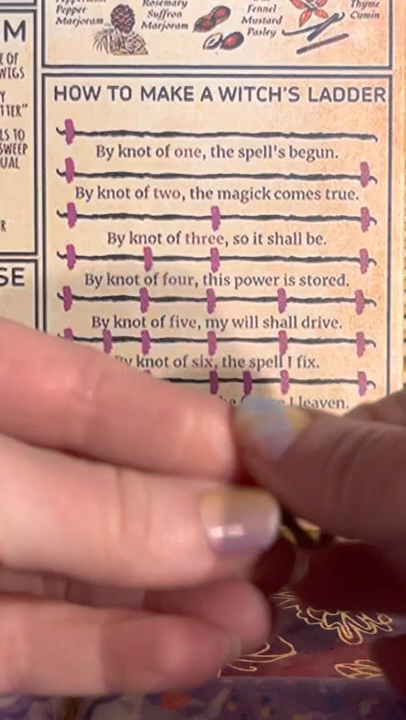 Pepper
Marjoram
Rosemary
Saffron
Marjoram
Fennel
Mustard
Pasley
Thyme
Cumin
M
E OF
WIGS
Y
TTER"
LS TO
SWEEP
UAL
R
SE
HOW TO MAKE A WITCH'S LADDER
By knot of one, the spell's begun.
By knot of two, the magick comes true.
By knot of three, so it shall be.
By knot of four, this power is stored.
By knot of five, my will shall drive.
By knot of six, the spell I fix.
I leaven.